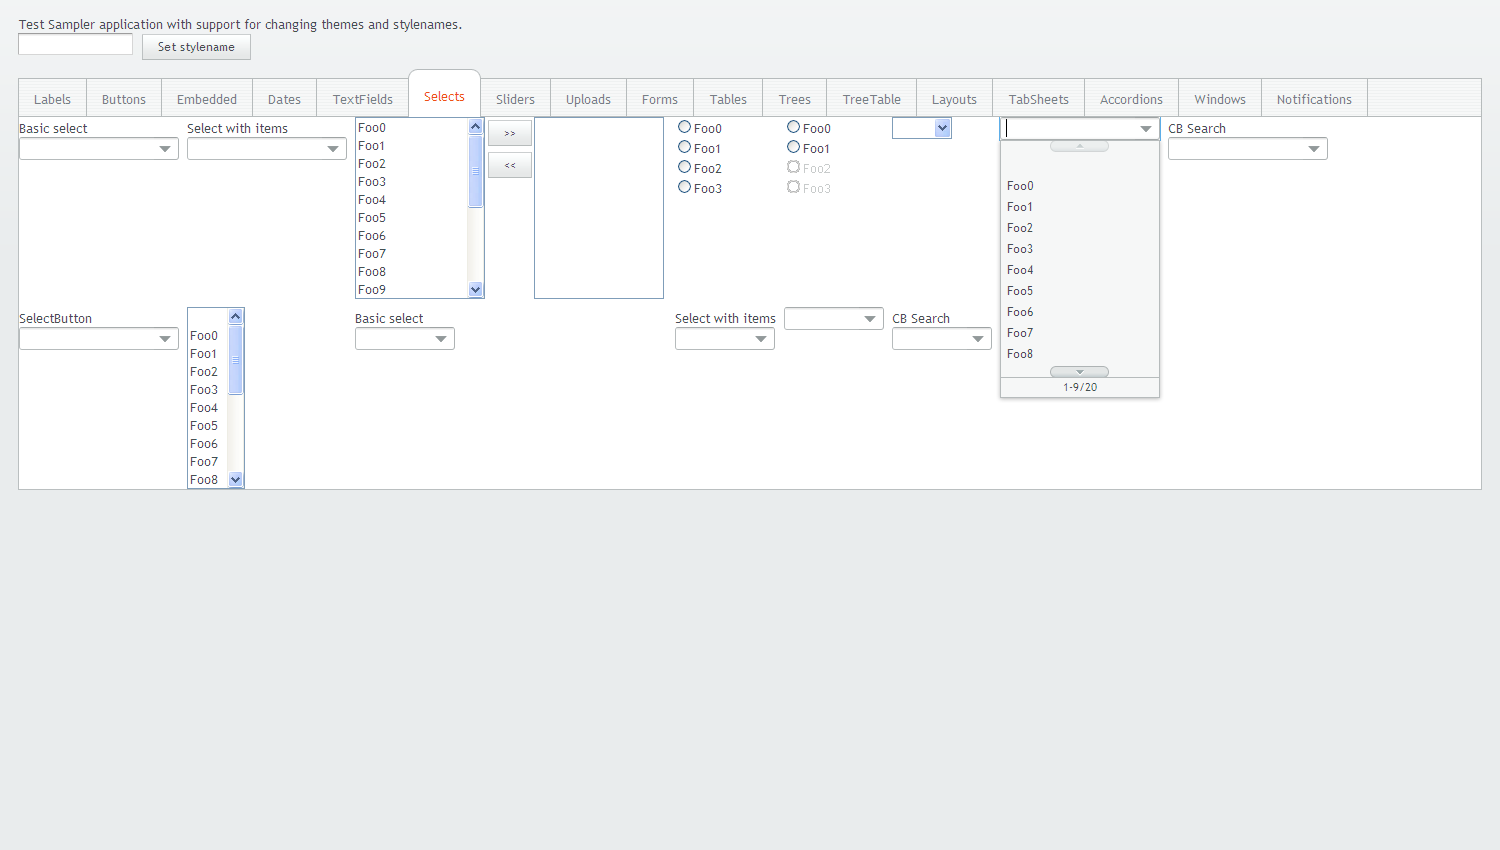 Test Sampler application with support for changing themes and stylenames.
Set stylename
Labels Buttons Embedded Dates TextFields Selects Sliders Uploads Forms Tables Trees TreeTable Layouts TabSheets Accordions Windows Notifications
Basic select
Select with items
Foo0
Foo1
Foo2
Foo3
Foo4
Foo5
Foo6
Foo7
Foo8
Foo9
>>
<<
Foo0
Foo1
Foo2
Foo3
Foo0
Foo1
Foo2
Foo3
Foo0
Foo1
Foo2
Foo3
Foo4
Foo5
Foo6
Foo7
Foo8
1-9/20
CB Search
SelectButton
Foo0
Foo1
Foo2
Foo3
Foo4
Foo5
Foo6
Foo7
Foo8
Basic select
Select with items
CB Search